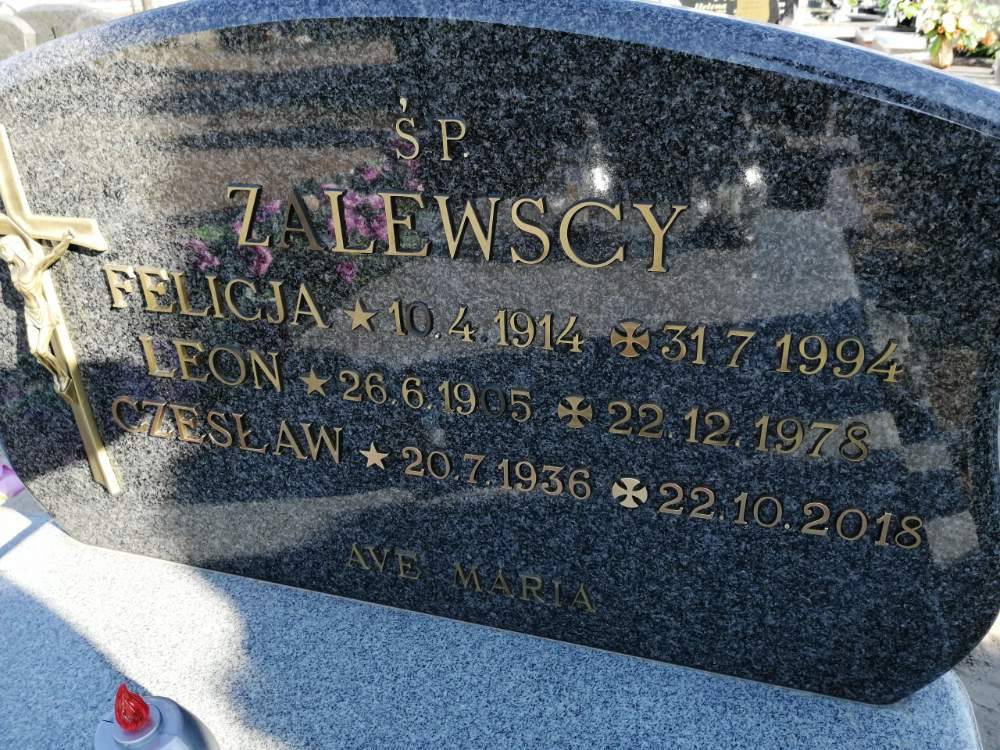 Ś P.
ZALEWSCY
FELICJA ★ 10.4.1914 ✠ 31 7 1994
LEON ★ 26.6.1905 ✠ 22.12.1978
CZESŁAW ★ 20.7.1936 ✠ 22.10.2018
AVE MARIA